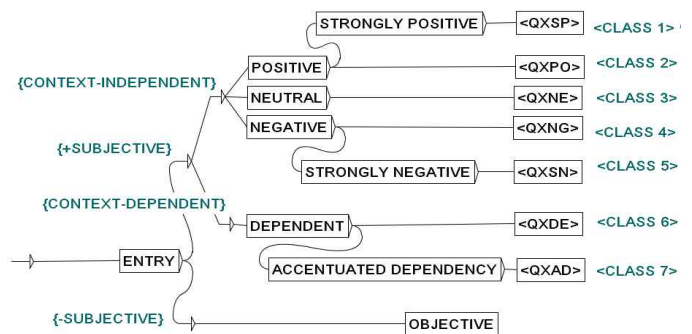 STRONGLY POSITIVE <QXSP> <CLASS 1>
{CONTEXT-INDEPENDENT} POSITIVE <QXPO> <CLASS 2>
NEUTRAL <QXNE> <CLASS 3>
NEGATIVE <QXNG> <CLASS 4>
{+SUBJECTIVE}
STRONGLY NEGATIVE <QXSN> <CLASS 5>
{CONTEXT-DEPENDENT}
DEPENDENT <QXDE> <CLASS 6>
ENTRY ACCENTUATED DEPENDENCY <QXAD> <CLASS 7>
{-SUBJECTIVE} OBJECTIVE